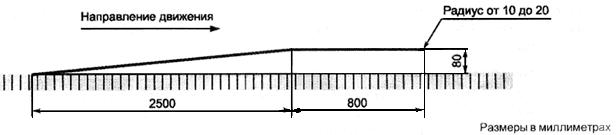 Направление движения
Радиус от 10 до 20
80
2500
800
Размеры в миллиметрах